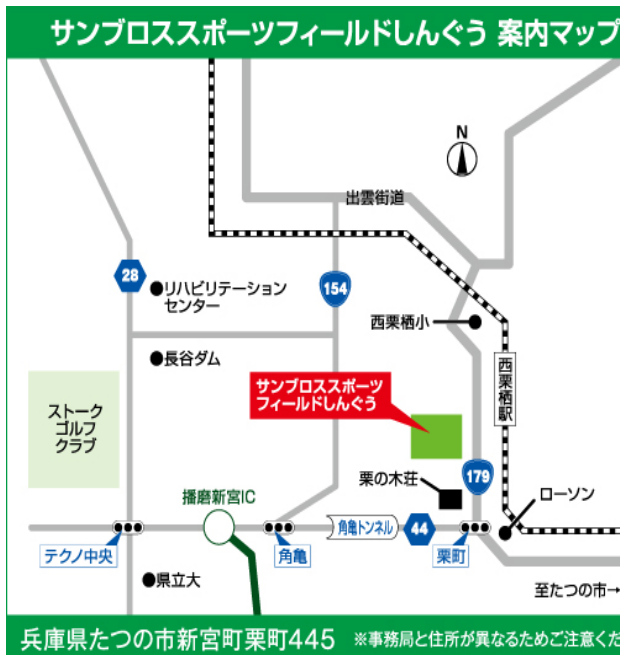 サンブロススポーツフィールドしんぐう 案内マップ
N
出雲街道
28
リハビリテーション
センター
154
西栗栖小
長谷ダム
サンブロススポーツ
フィールドしんぐう
西栗栖駅
ストーク
ゴルフ
クラブ
栗の木荘
179
播磨新宮IC
ローソン
角亀トンネル
44
テクノ中央
角亀
栗町
県立大
至たつの市→
兵庫県たつの市新宮町栗町445 ※事務局と住所が異なるためご注意くだ